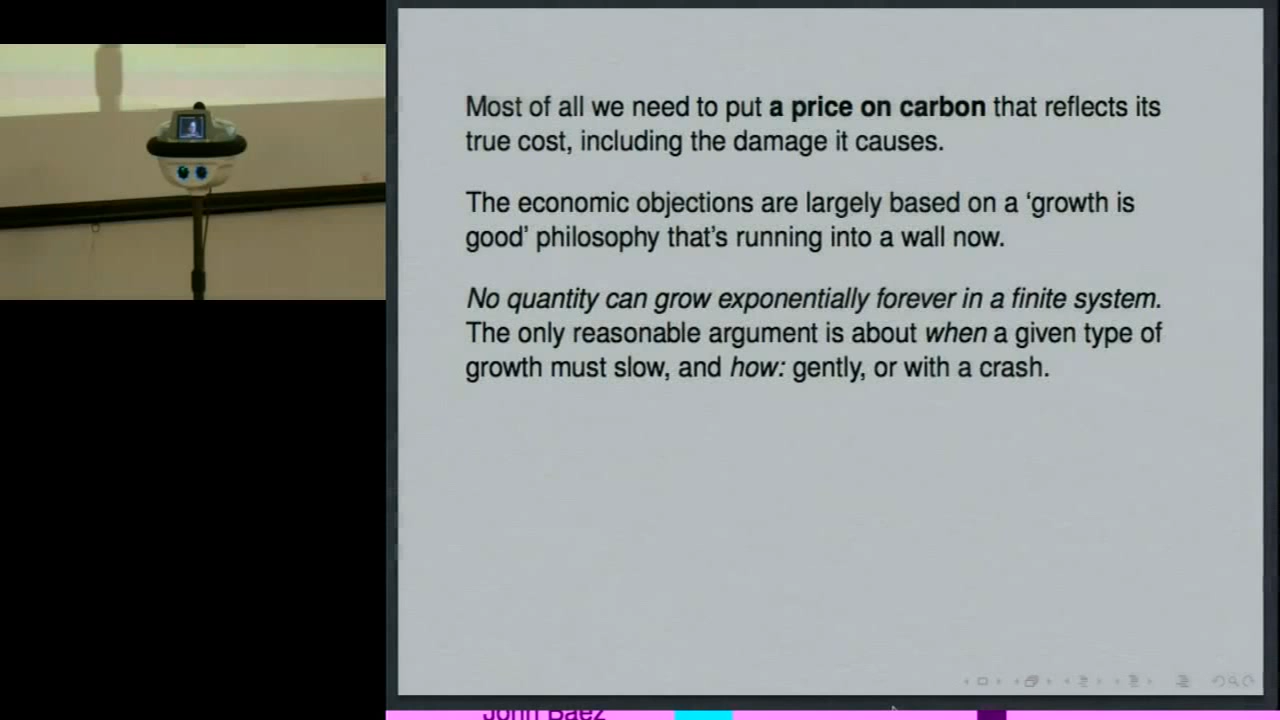 Most of all we need to put a price on carbon that reflects its
true cost, including the damage it causes.
The economic objections are largely based on a ‘growth is
good’ philosophy that’s running into a wall now.
No quantity can grow exponentially forever in a finite system.
The only reasonable argument is about when a given type of
growth must slow, and how: gently, or with a crash.
John Baez